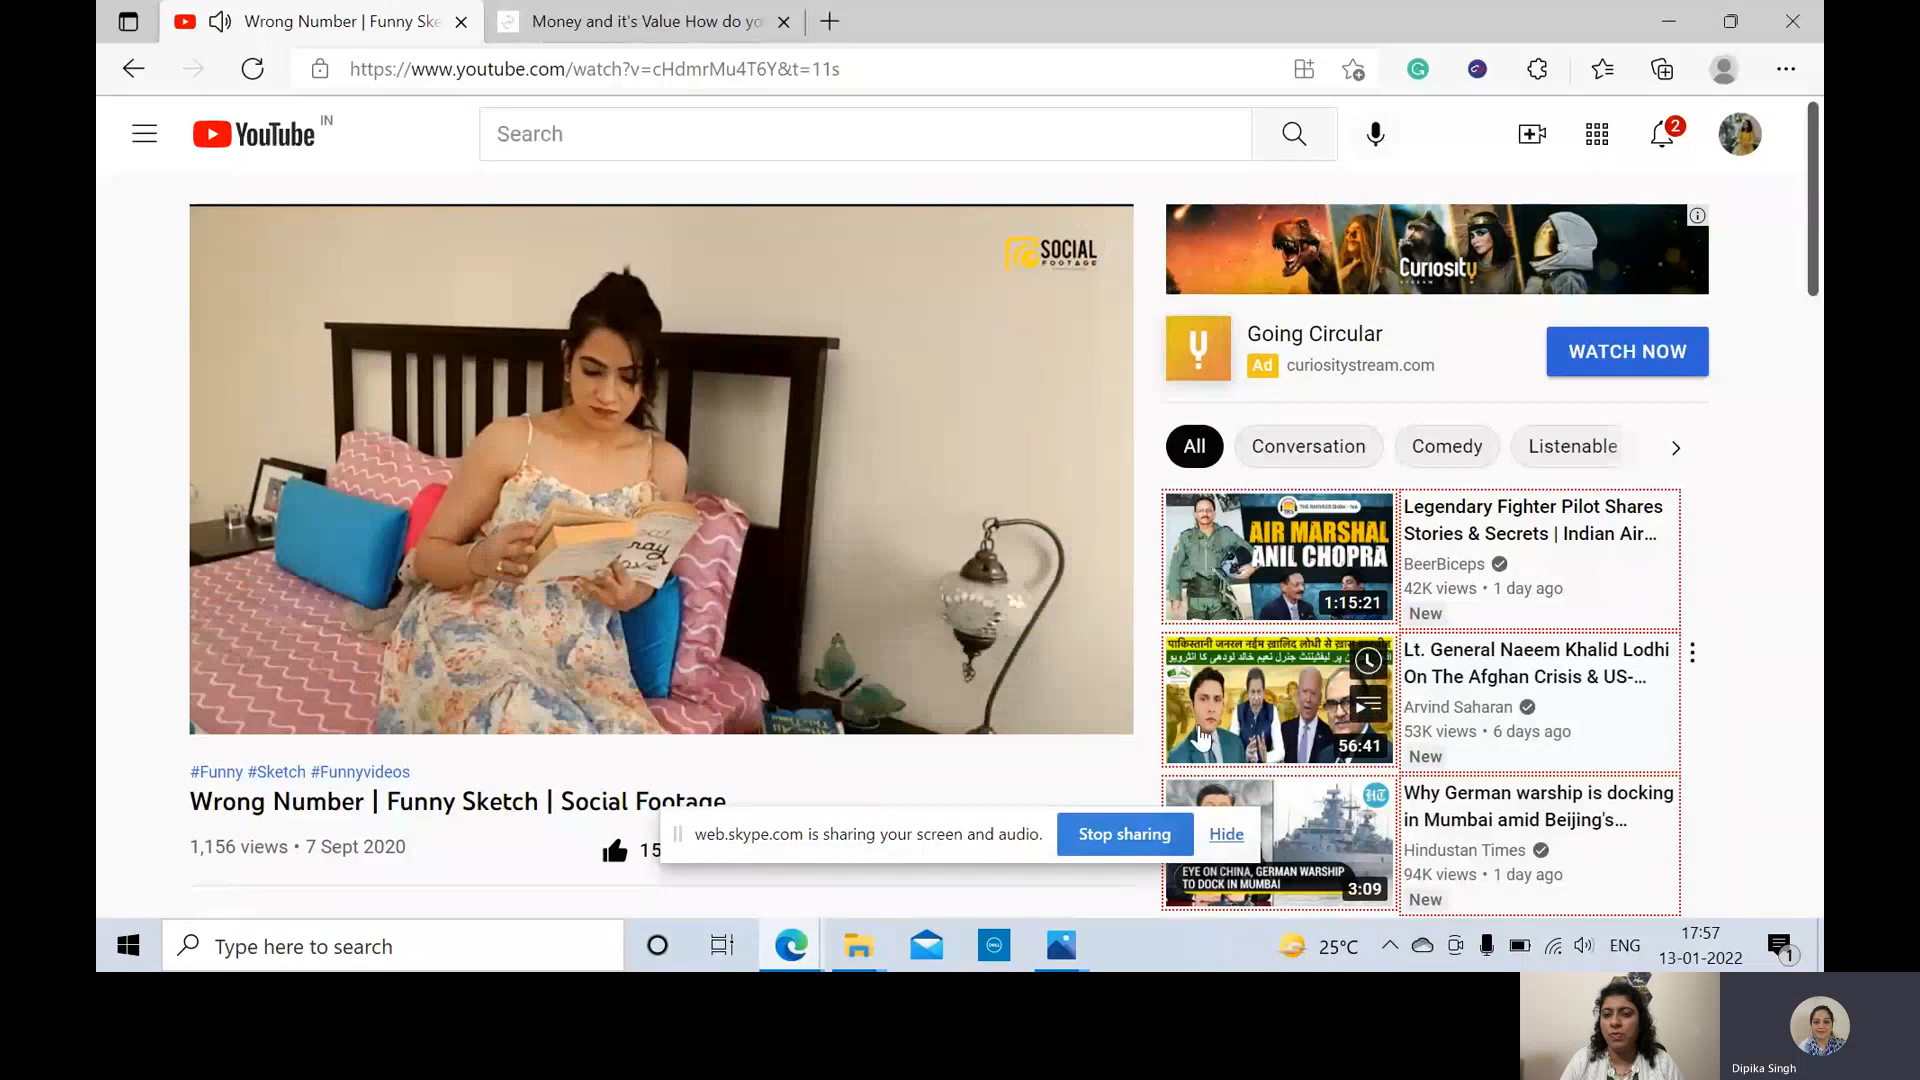 Wrong Number | Funny Ske
Money and it's Value How do yo
https://www.youtube.com/watch?v=cHdmrMu4T6Y&t=11s
YouTube
IN
Search
2
SOCIAL
FOOTAGE
Curiosity
STREAM
Going Circular
Ad curiositystream.com
WATCH NOW
All
Conversation
Comedy
Listenable
THE RANVEER SHOW
AIR MARSHAL
ANIL CHOPRA
1:15:21
Legendary Fighter Pilot Shares
Stories & Secrets | Indian Air...
BeerBiceps
42K views • 1 day ago
New
56:41
Lt. General Naeem Khalid Lodhi
On The Afghan Crisis & US-...
Arvind Saharan
53K views • 6 days ago
New
HT
EYE ON CHINA, GERMAN WARSHIP
TO DOCK IN MUMBAI
3:09
Why German warship is docking
in Mumbai amid Beijing's...
Hindustan Times
94K views • 1 day ago
New
#Funny #Sketch #Funnyvideos
Wrong Number | Funny Sketch | Social Footage
1,156 views • 7 Sept 2020
15
web.skype.com is sharing your screen and audio.
Stop sharing
Hide
Type here to search
DELL
25°C
ENG
17:57
13-01-2022
1
Dipika Singh